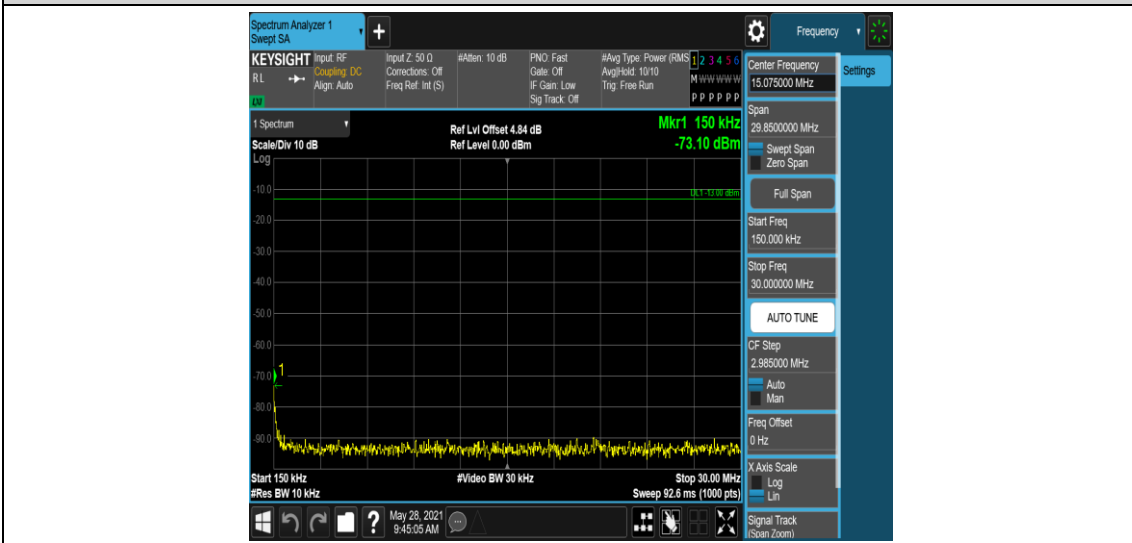 Spectrum Analyzer 1
Swept SA
+
Frequency
KEYSIGHT
Input: RF
Input Z: 50 Ω
#Atten: 10 dB
PNO: Fast
#Avg Type: Power (RMS
1 2 3 4 5 6
RL
Coupling: DC
Corrections: Off
Gate: Off
Avg|Hold: 10/10
M W W W W W
Align: Auto
Freq Ref: Int (S)
IF Gain: Low
Trig: Free Run
Sig Track: Off
P P P P P P
LXI
Center Frequency
15.075000 MHz
Settings
1 Spectrum
Ref Lvl Offset 4.84 dB
Mkr1 150 kHz
Scale/Div 10 dB
Ref Level 0.00 dBm
-73.10 dBm
Log
DL1 -13.00 dBm
-10.0
-20.0
-30.0
-40.0
-50.0
-60.0
-70.0
1
-80.0
-90.0
Start 150 kHz
#Video BW 30 kHz
Stop 30.00 MHz
#Res BW 10 kHz
Sweep 92.6 ms (1000 pts)
Span
29.8500000 MHz
Swept Span
Zero Span
Full Span
Start Freq
150.000 kHz
Stop Freq
30.000000 MHz
AUTO TUNE
CF Step
2.985000 MHz
Auto
Man
Freq Offset
0 Hz
X Axis Scale
Log
Lin
Signal Track
(Span Zoom)
?
May 28, 2021
9:45:05 AM